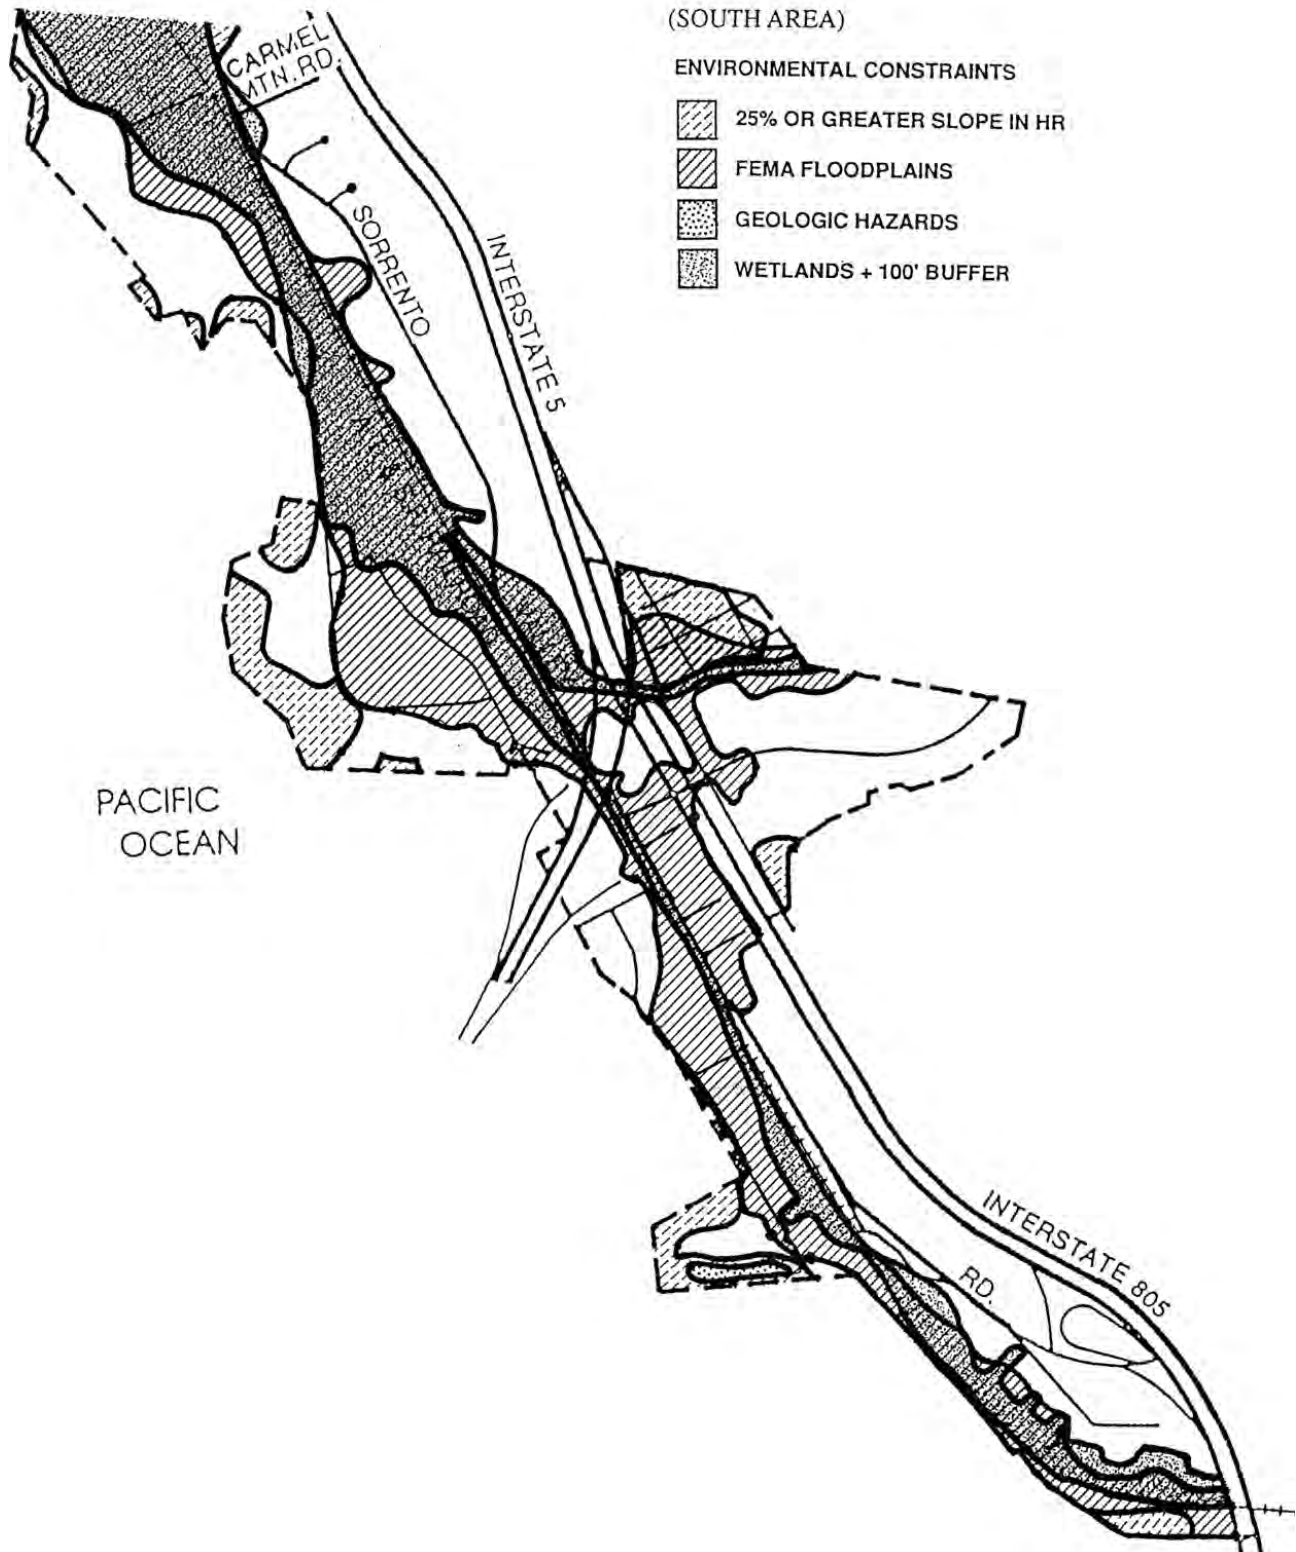 (SOUTH AREA)
ENVIRONMENTAL CONSTRAINTS
25% OR GREATER SLOPE IN HR
FEMA FLOODPLAINS
GEOLOGIC HAZARDS
WETLANDS + 100' BUFFER
CARMEL
MTN. RD.
SORRENTO
INTERSTATE 5
PACIFIC
OCEAN
INTERSTATE 805
RD.